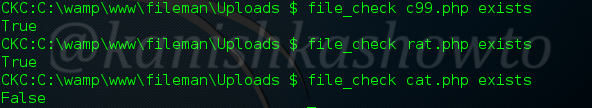 CKC:C:\wamp\www\fileman\Uploads $ file_check c99.php exists
True
CKC:C:\wamp\www\fileman\Uploads $ file_check rat.php exists
True
CKC:C:\wamp\www\fileman\Uploads $ file_check cat.php exists
False
@kanishkashowto